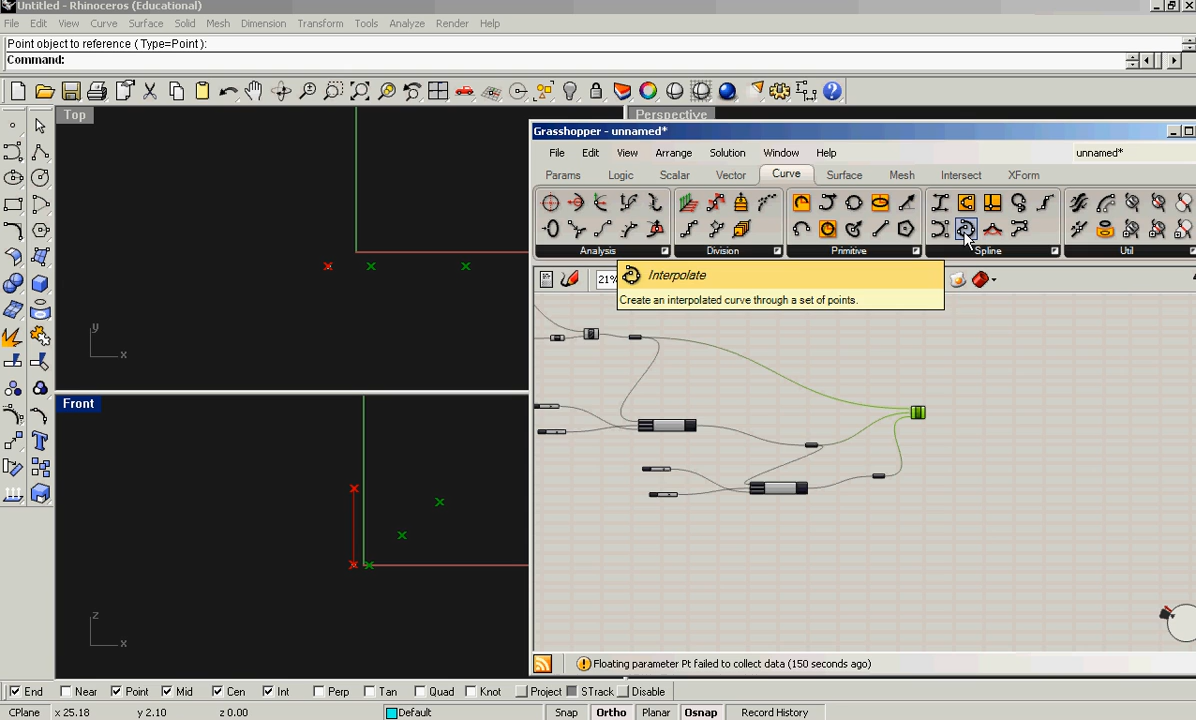 Untitled - Rhinoceros (Educational)
File Edit View Curve Surface Solid Mesh Dimension Transform Tools Analyze Render Help
Point object to reference ( Type=Point ):
Command:
Top
Perspective
Grasshopper - unnamed*
File Edit View Arrange Solution Window Help unnamed*
Params Logic Scalar Vector Division Curve Surface Mesh Intersect XForm
Analysis Division Primitive Spline Util
21%
Interpolate
Create an interpolated curve through a set of points.
y
x
Front
z
x
Floating parameter Pt failed to collect data (150 seconds ago)
End Near Point Mid Cen Int Perp Tan Quad Knot Project STrack Disable
CPlane x 25.18 y 2.10 z 0.00 Default Snap Ortho Planar Osnap Record History